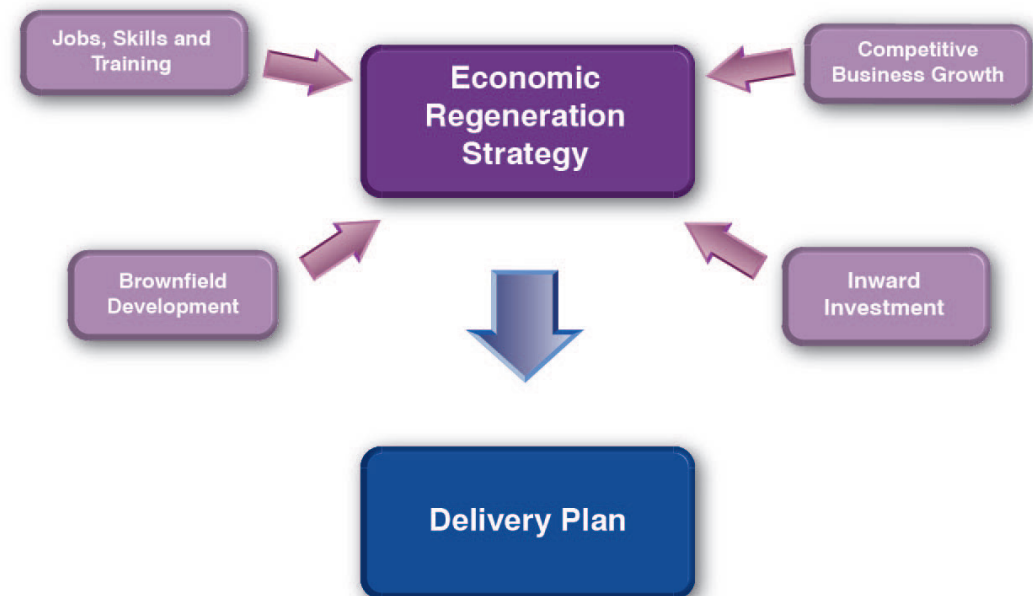 Jobs, Skills and
Training
Economic
Regeneration
Strategy
Competitive
Business Growth
Brownfield
Development
Inward
Investment
Delivery Plan